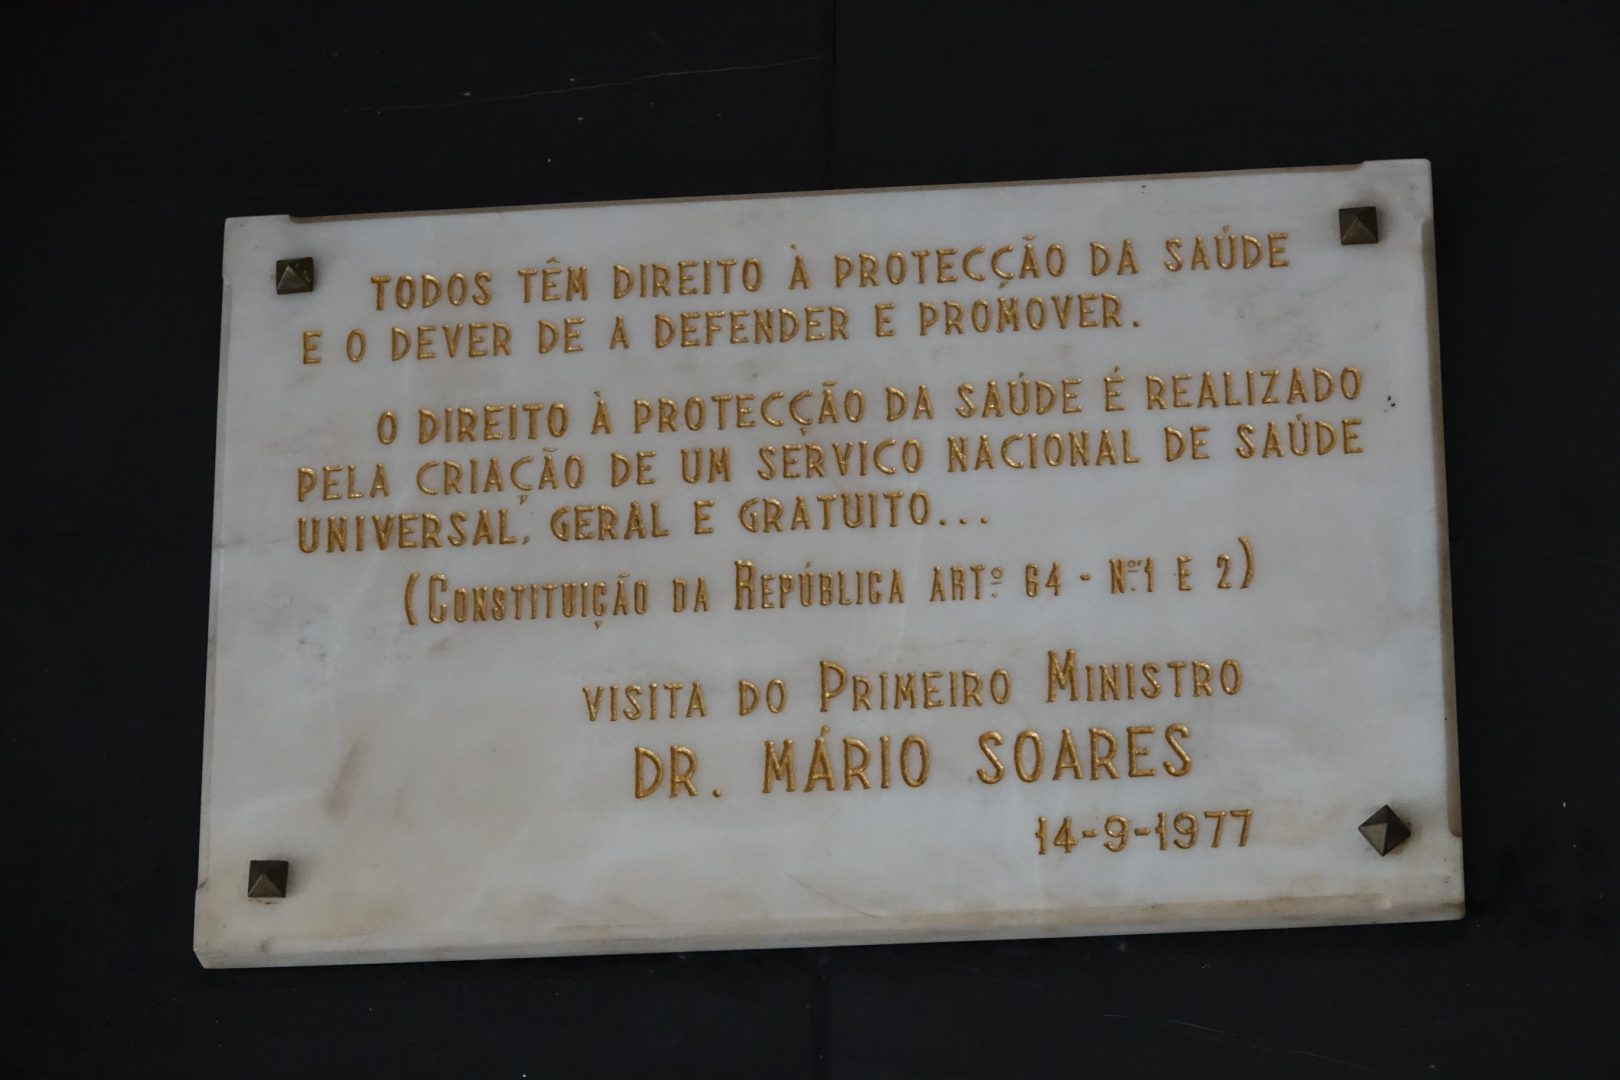 TODOS TÊM DIREITO À PROTECÇÃO DA SAÚDE
E O DEVER DE A DEFENDER E PROMOVER.
O DIREITO À PROTECÇÃO DA SAÚDE É REALIZADO
PELA CRIAÇÃO DE UM SERVICO NACIONAL DE SAÚDE
UNIVERSAL, GERAL E GRATUITO...
(CONSTITUIÇÃO DA REPÚBLICA ARTº 64 - Nºˢ 1 E 2)
VISITA DO PRIMEIRO MINISTRO
DR. MÁRIO SOARES
14-9-1977